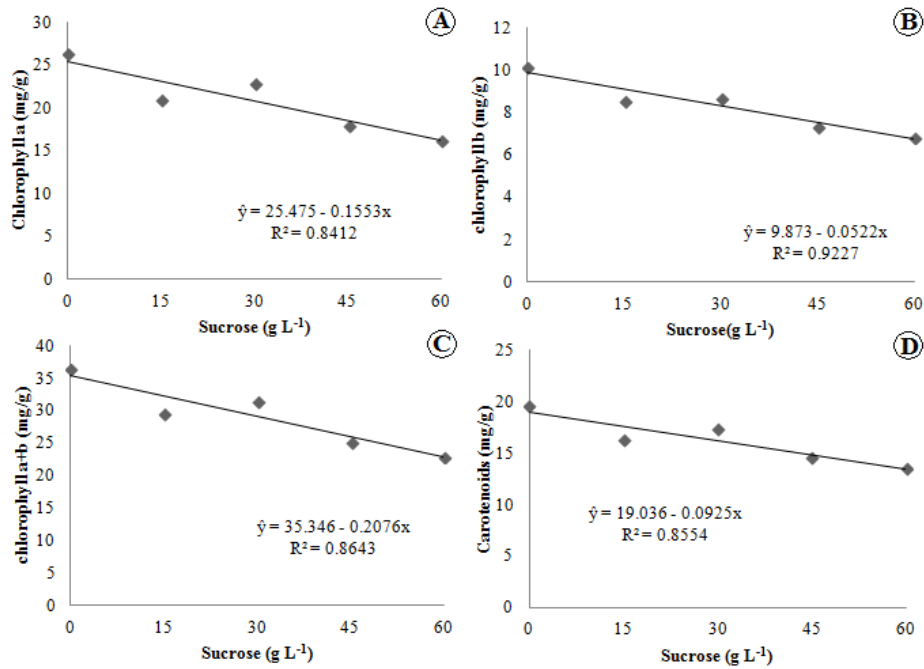 A
Chlorophyll a (mg/g)
30
25
20
15
10
5
0
ŷ = 25.475 - 0.1553x
R² = 0.8412
0 15 30 45 60
Sucrose (g L⁻¹)
B
chlorophyll b (mg/g)
12
10
8
6
4
2
0
ŷ = 9.873 - 0.0522x
R² = 0.9227
0 15 30 45 60
Sucrose(g L⁻¹)
C
chlorophyll a+b (mg/g)
40
35
30
25
20
15
10
5
0
ŷ = 35.346 - 0.2076x
R² = 0.8643
0 15 30 45 60
Sucrose (g L⁻¹)
D
Carotenoids (mg/g)
25
20
15
10
5
0
ŷ = 19.036 - 0.0925x
R² = 0.8554
0 15 30 45 60
Sucrose (g L⁻¹)